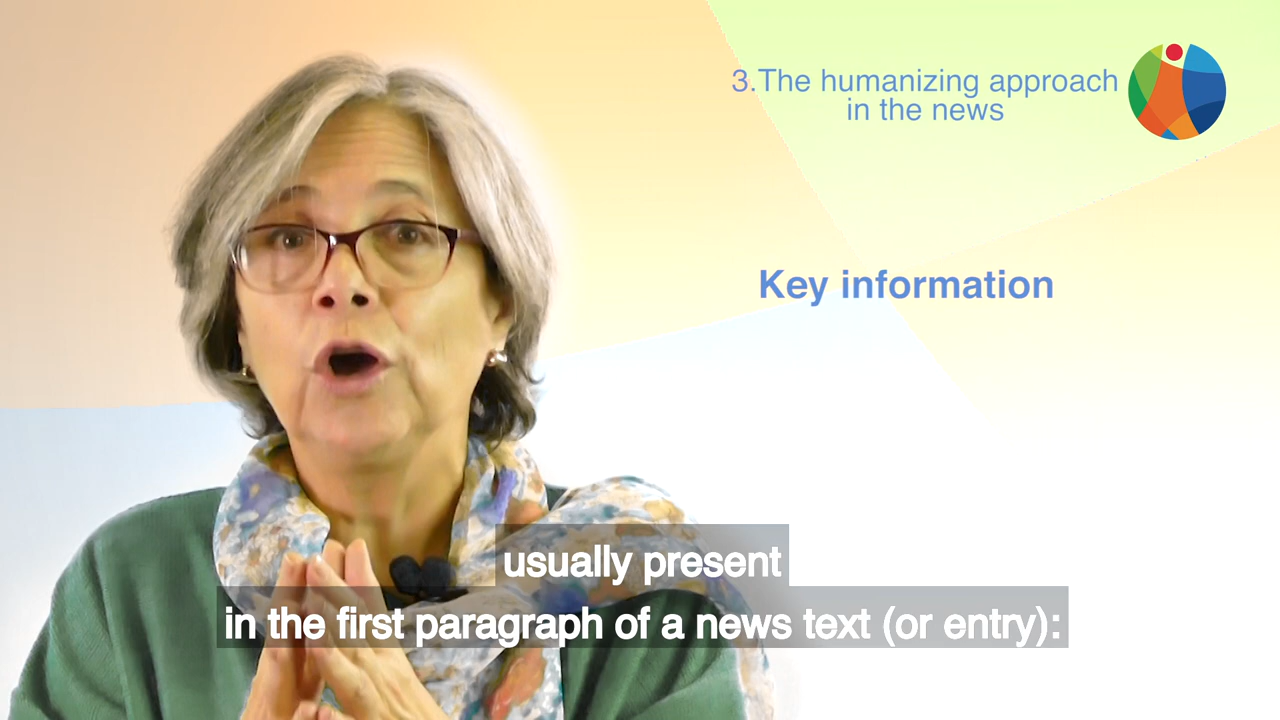 3.The humanizing approach
in the news
Key information
usually present
in the first paragraph of a news text (or entry):